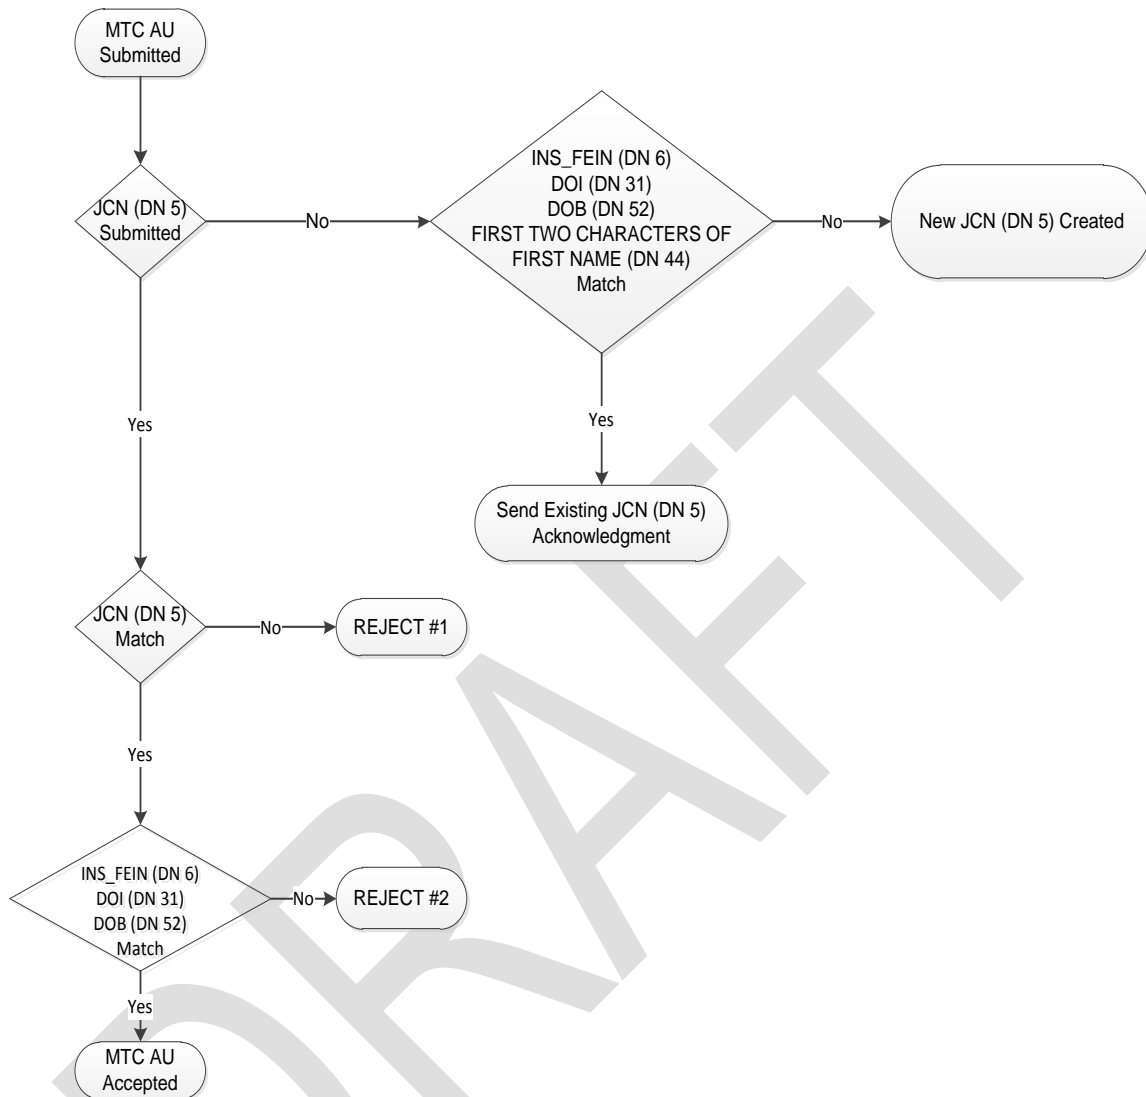 MTC AU
Submitted
JCN (DN 5)
Submitted
No
INS_FEIN (DN 6)
DOI (DN 31)
DOB (DN 52)
FIRST TWO CHARACTERS OF
FIRST NAME (DN 44)
Match
No
New JCN (DN 5) Created
Yes
Yes
Send Existing JCN (DN 5)
Acknowledgment
JCN (DN 5)
Match
No
REJECT #1
Yes
INS_FEIN (DN 6)
DOI (DN 31)
DOB (DN 52)
Match
No
REJECT #2
Yes
MTC AU
Accepted
DRAFT